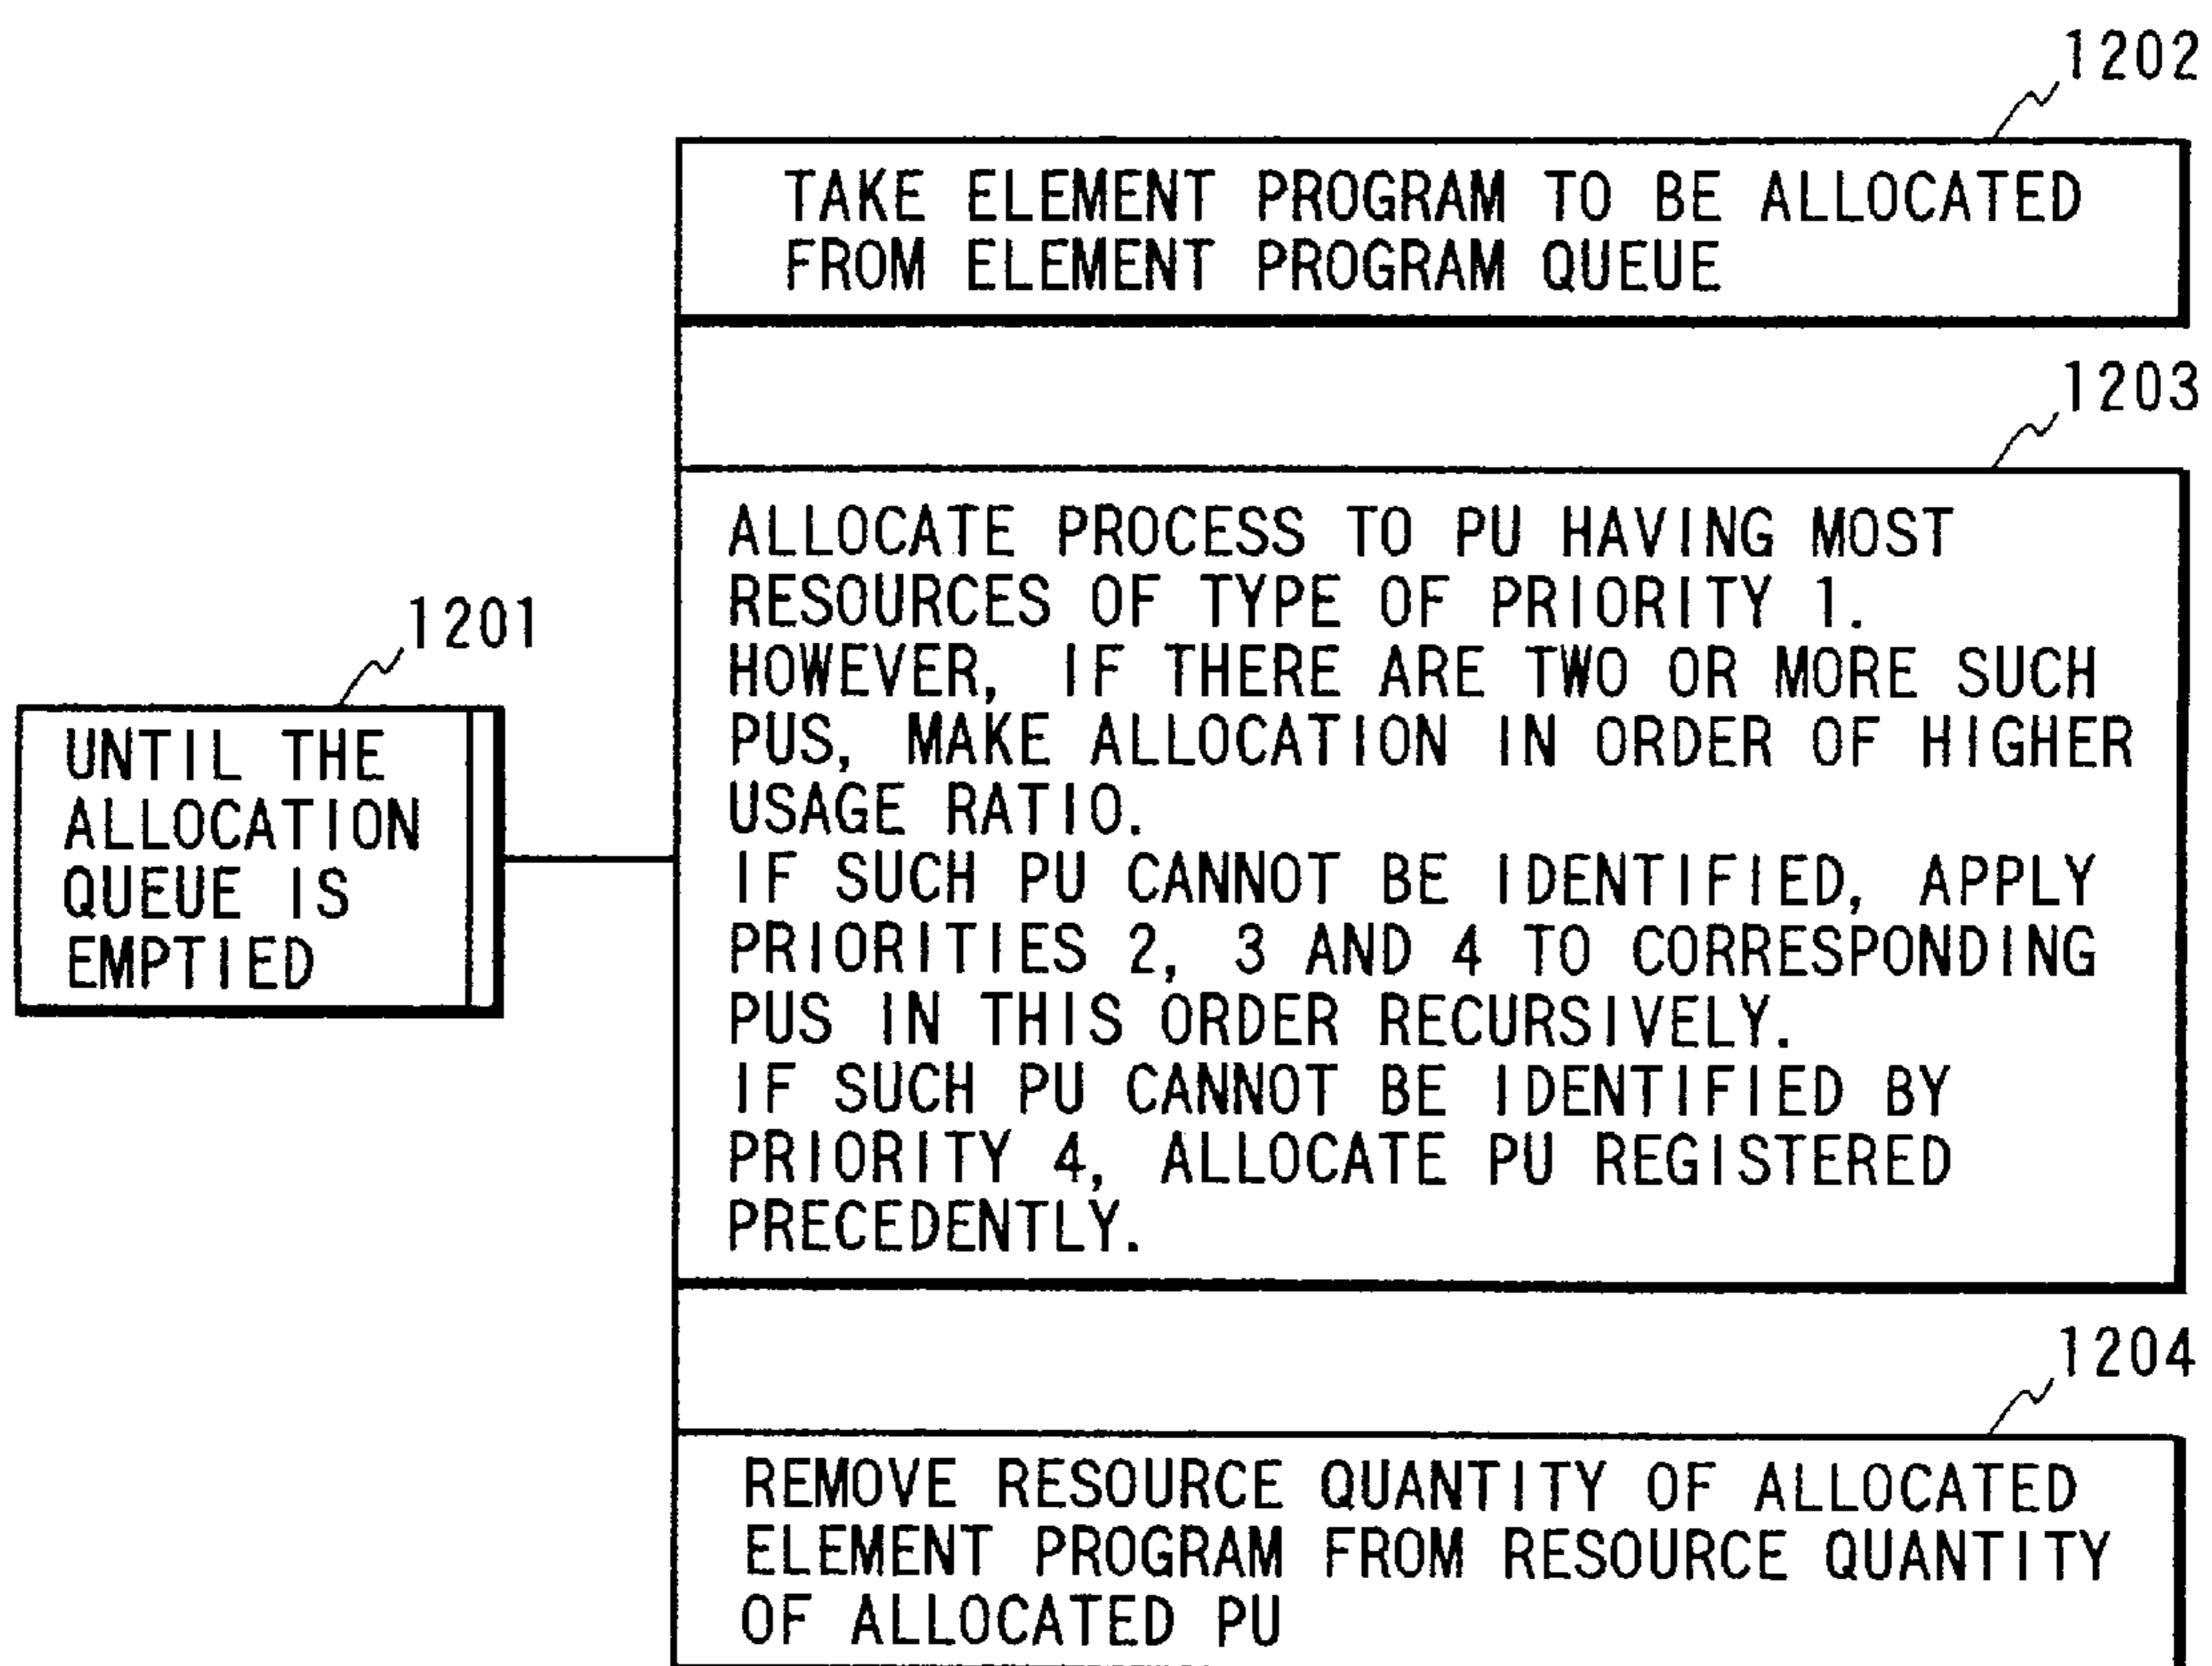 1202
TAKE ELEMENT PROGRAM TO BE ALLOCATED
FROM ELEMENT PROGRAM QUEUE
1203
ALLOCATE PROCESS TO PU HAVING MOST
RESOURCES OF TYPE OF PRIORITY 1.
HOWEVER, IF THERE ARE TWO OR MORE SUCH
PUS, MAKE ALLOCATION IN ORDER OF HIGHER
USAGE RATIO.
IF SUCH PU CANNOT BE IDENTIFIED, APPLY
PRIORITIES 2, 3 AND 4 TO CORRESPONDING
PUS IN THIS ORDER RECURSIVELY.
IF SUCH PU CANNOT BE IDENTIFIED BY
PRIORITY 4, ALLOCATE PU REGISTERED
PRECEDENTLY.
1201
UNTIL THE
ALLOCATION
QUEUE IS
EMPTIED
1204
REMOVE RESOURCE QUANTITY OF ALLOCATED
ELEMENT PROGRAM FROM RESOURCE QUANTITY
OF ALLOCATED PU